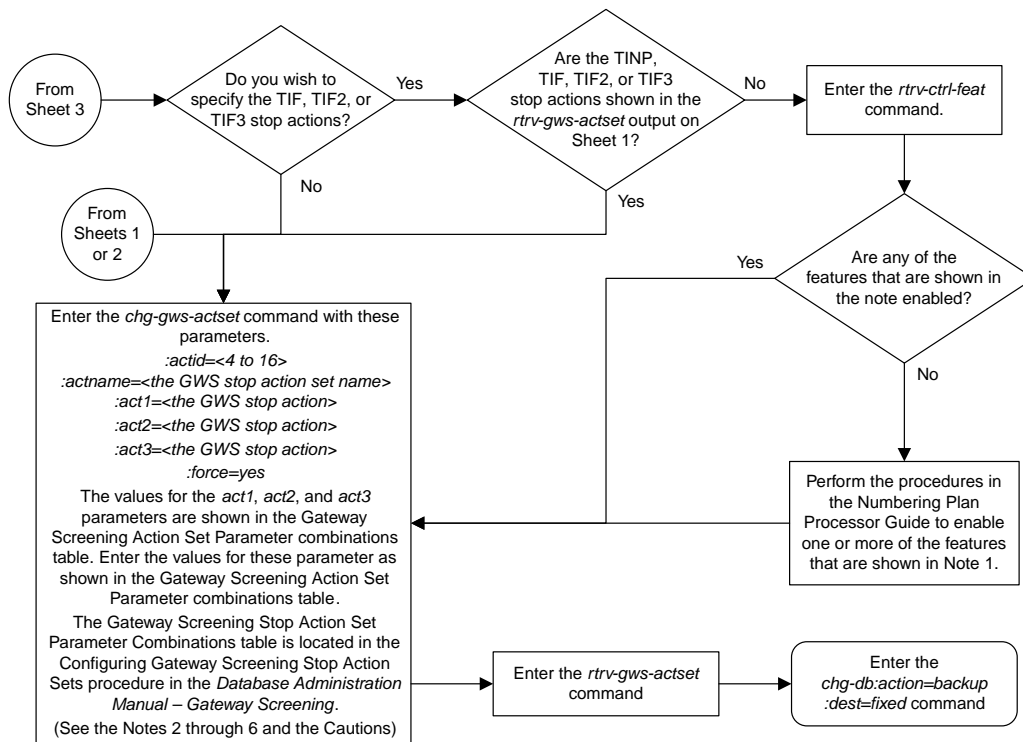 From
Sheet 3
Do you wish to
specify the TIF, TIF2, or
TIF3 stop actions?
Yes
No
Are the TINP,
TIF, TIF2, or TIF3
stop actions shown in the
rtrv-gws-actset output on
Sheet 1?
No
Yes
Enter the rtrv-ctrl-feat
command.
From
Sheets 1
or 2
Are any of the
features that are shown in
the note enabled?
Yes
No
Enter the chg-gws-actset command with these
parameters.
:actid=<4 to 16>
:actname=<the GWS stop action set name>
:act1=<the GWS stop action>
:act2=<the GWS stop action>
:act3=<the GWS stop action>
:force=yes
The values for the act1, act2, and act3
parameters are shown in the Gateway
Screening Action Set Parameter combinations
table. Enter the values for these parameter as
shown in the Gateway Screening Action Set
Parameter combinations table.
The Gateway Screening Stop Action Set
Parameter Combinations table is located in the
Configuring Gateway Screening Stop Action
Sets procedure in the Database Administration
Manual – Gateway Screening.
(See the Notes 2 through 6 and the Cautions)
Perform the procedures in
the Numbering Plan
Processor Guide to enable
one or more of the features
that are shown in Note 1.
Enter the rtrv-gws-actset
command
Enter the
chg-db:action=backup
:dest=fixed command